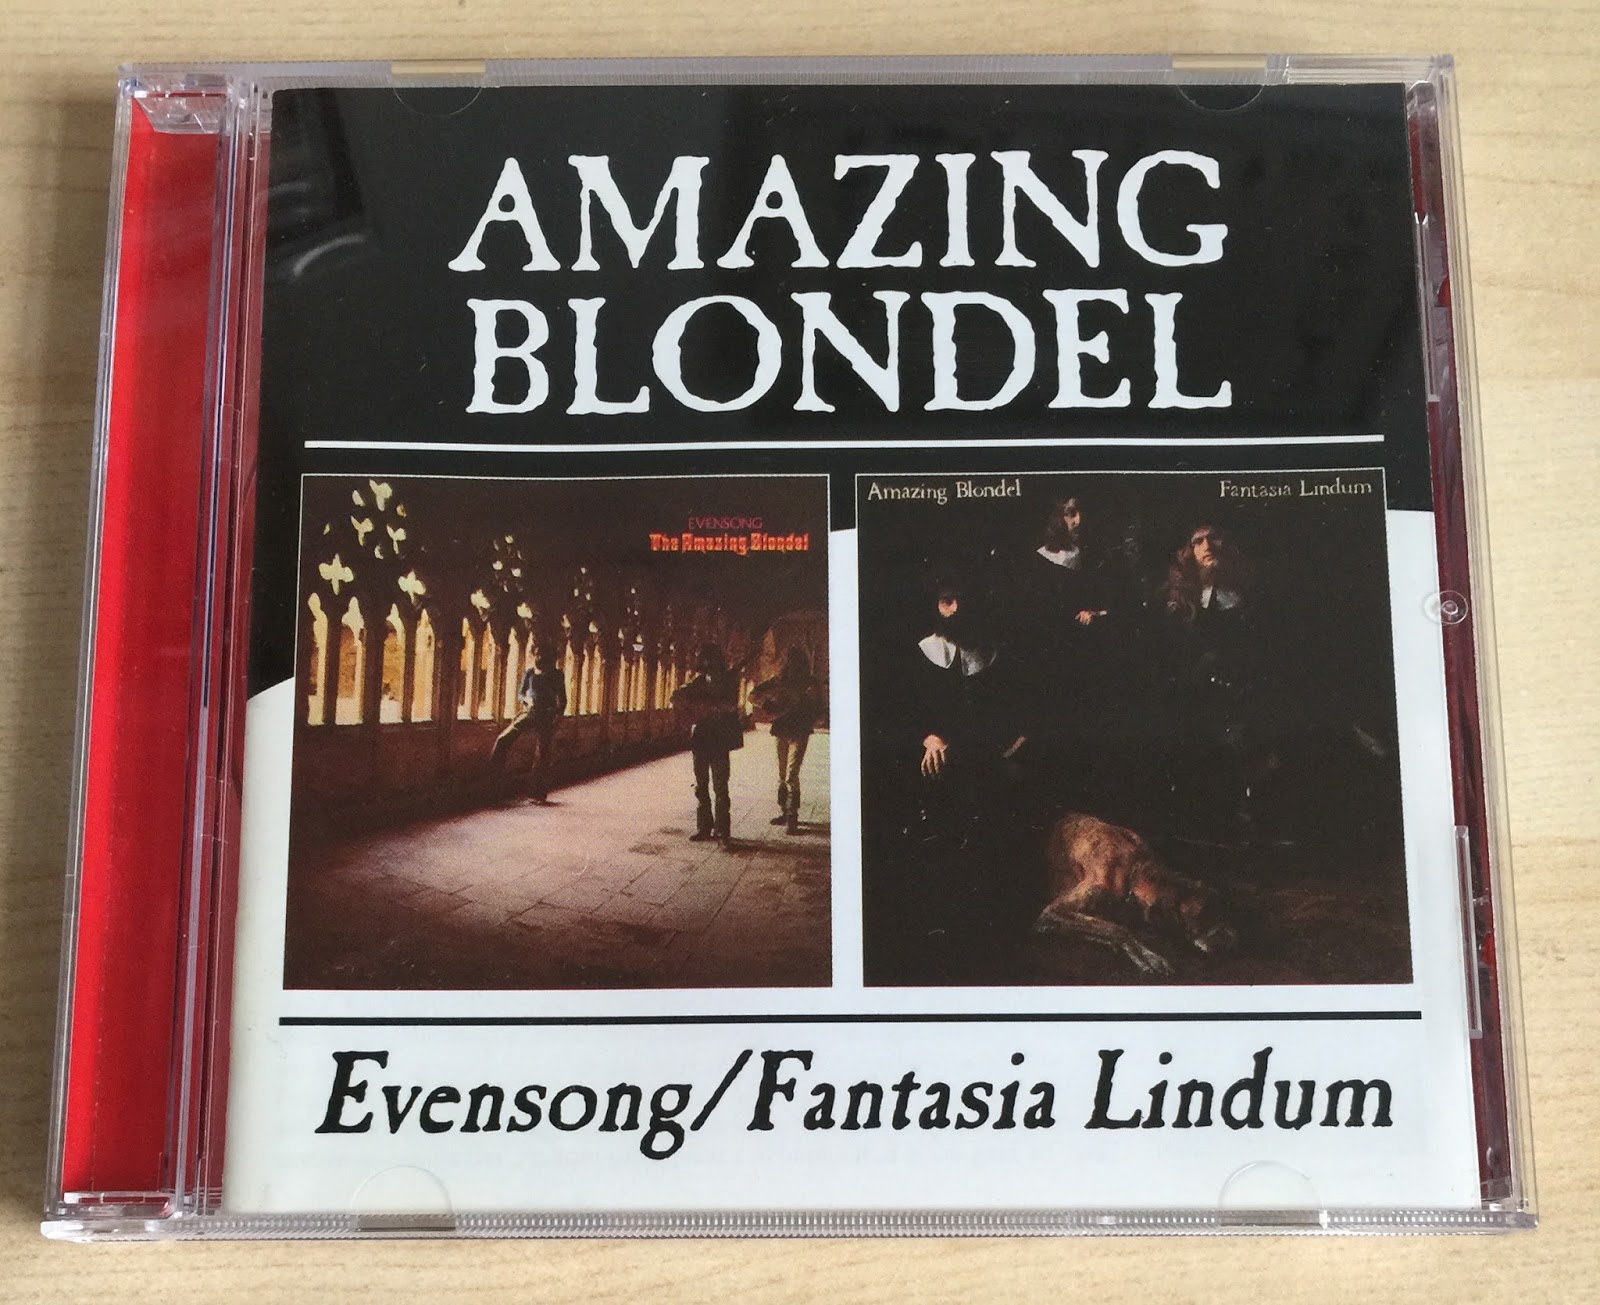 AMAZING
BLONDEL
EVENSONG
The Amazing Blondel
Amazing Blondel
Fantasia Lindum
Evensong/Fantasia Lindum